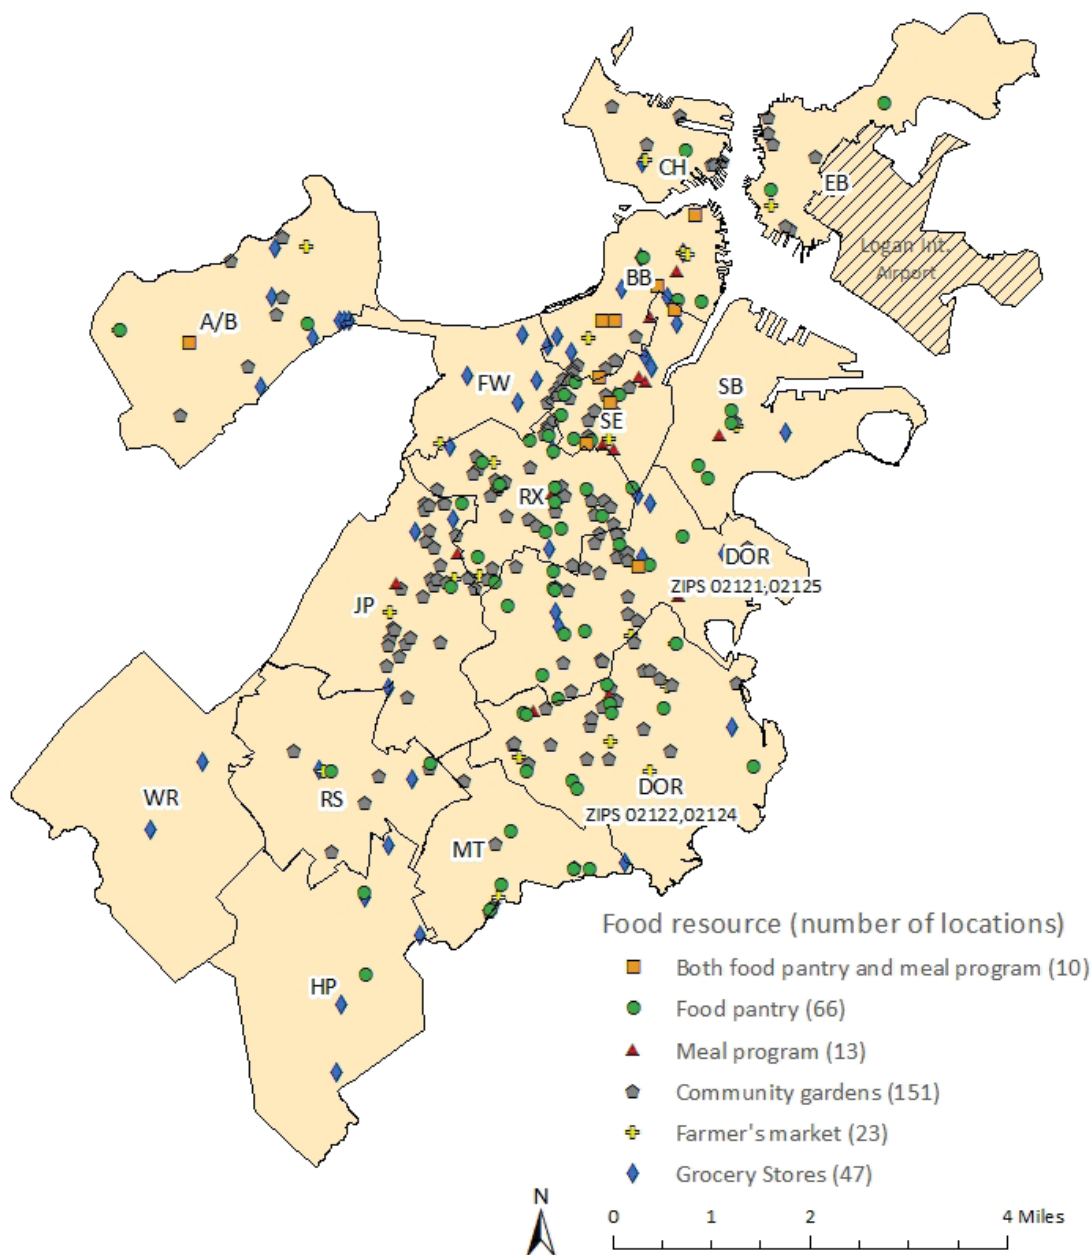 CH
EB
Logan Int.
Airport
BB
A/B
FW
SB
SE
RX
DOR
ZIPS 02121,02125
JP
WR
RS
DOR
ZIPS 02122,02124
MT
HP
Food resource (number of locations)
Both food pantry and meal program (10)
Food pantry (66)
Meal program (13)
Community gardens (151)
Farmer's market (23)
Grocery Stores (47)
N
0 1 2 4 Miles